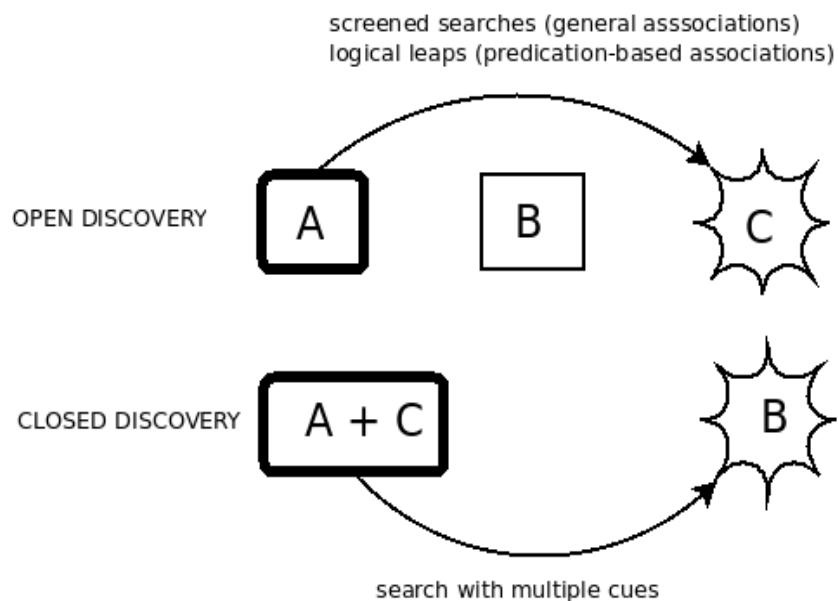 screened searches (general asssociations)
logical leaps (predication-based associations)
OPEN DISCOVERY
A
B
C
CLOSED DISCOVERY
A + C
B
search with multiple cues